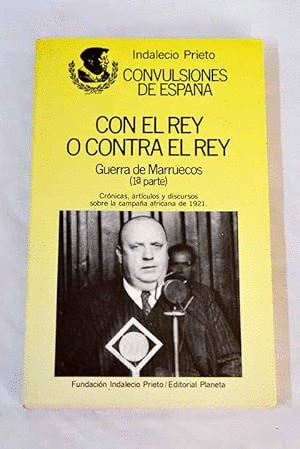 Indalecio Prieto
CONVULSIONES
DE ESPAÑA
CON EL REY
O CONTRA EL REY
Guerra de Marruecos
(1ª parte)
Crónicas, artículos y discursos
sobre la campaña africana de 1921.
Fundación Indalecio Prieto/Editorial Planeta